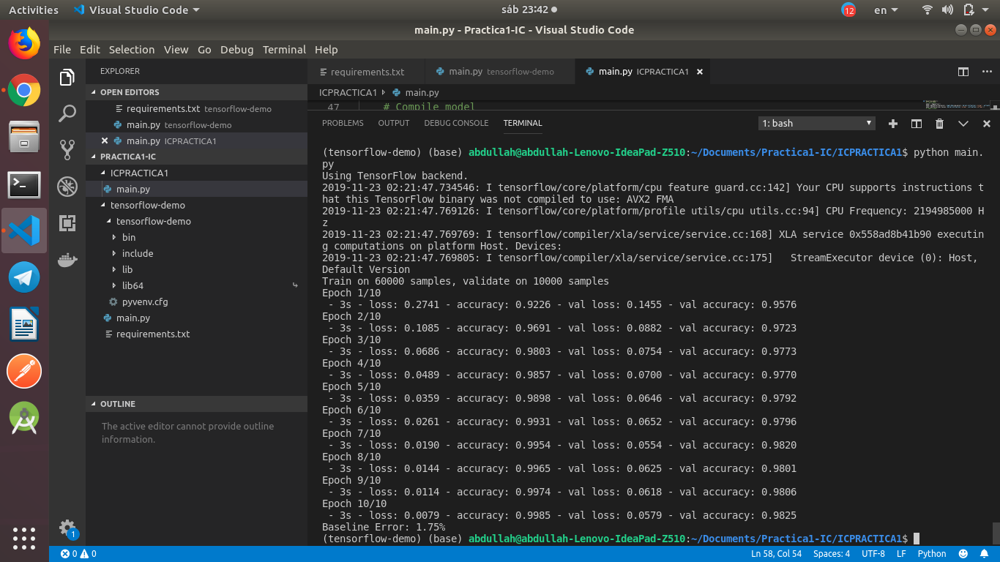 Activities
Visual Studio Code
sáb 23:42
12
en
main.py - Practica1-IC - Visual Studio Code
File Edit Selection View Go Debug Terminal Help
EXPLORER
OPEN EDITORS
requirements.txt tensorflow-demo
main.py tensorflow-demo
main.py ICPRACTICA1
PRACTICA1-IC
ICPRACTICA1
main.py
tensorflow-demo
tensorflow-demo
bin
include
lib
lib64
pyvenv.cfg
main.py
requirements.txt
OUTLINE
The active editor cannot provide outline
information.
1
requirements.txt
main.py tensorflow-demo
main.py ICPRACTICA1
ICPRACTICA1 main.py
47 # Compile model
PROBLEMS OUTPUT DEBUG CONSOLE TERMINAL
1: bash
(tensorflow-demo) (base) abdullah@abdullah-Lenovo-IdeaPad-Z510:~/Documents/Practica1-IC/ICPRACTICA1$ python main.
py
Using TensorFlow backend.
2019-11-23 02:21:47.734546: I tensorflow/core/platform/cpu feature guard.cc:142] Your CPU supports instructions t
hat this TensorFlow binary was not compiled to use: AVX2 FMA
2019-11-23 02:21:47.769126: I tensorflow/core/platform/profile utils/cpu utils.cc:94] CPU Frequency: 2194985000 H
z
2019-11-23 02:21:47.769769: I tensorflow/compiler/xla/service/service.cc:168] XLA service 0x558ad8b41b90 executin
g computations on platform Host. Devices:
2019-11-23 02:21:47.769805: I tensorflow/compiler/xla/service/service.cc:175]   StreamExecutor device (0): Host,
Default Version
Train on 60000 samples, validate on 10000 samples
Epoch 1/10
 - 3s - loss: 0.2741 - accuracy: 0.9226 - val loss: 0.1455 - val accuracy: 0.9576
Epoch 2/10
 - 3s - loss: 0.1085 - accuracy: 0.9691 - val loss: 0.0882 - val accuracy: 0.9723
Epoch 3/10
 - 3s - loss: 0.0686 - accuracy: 0.9803 - val loss: 0.0754 - val accuracy: 0.9773
Epoch 4/10
 - 3s - loss: 0.0489 - accuracy: 0.9857 - val loss: 0.0700 - val accuracy: 0.9770
Epoch 5/10
 - 3s - loss: 0.0359 - accuracy: 0.9898 - val loss: 0.0646 - val accuracy: 0.9792
Epoch 6/10
 - 3s - loss: 0.0261 - accuracy: 0.9931 - val loss: 0.0652 - val accuracy: 0.9796
Epoch 7/10
 - 3s - loss: 0.0190 - accuracy: 0.9954 - val loss: 0.0554 - val accuracy: 0.9820
Epoch 8/10
 - 3s - loss: 0.0144 - accuracy: 0.9965 - val loss: 0.0625 - val accuracy: 0.9801
Epoch 9/10
 - 3s - loss: 0.0114 - accuracy: 0.9974 - val loss: 0.0618 - val accuracy: 0.9806
Epoch 10/10
 - 3s - loss: 0.0079 - accuracy: 0.9985 - val loss: 0.0579 - val accuracy: 0.9825
Baseline Error: 1.75%
(tensorflow-demo) (base) abdullah@abdullah-Lenovo-IdeaPad-Z510:~/Documents/Practica1-IC/ICPRACTICA1$
0 0
Ln 58, Col 54 Spaces: 4 UTF-8 LF Python